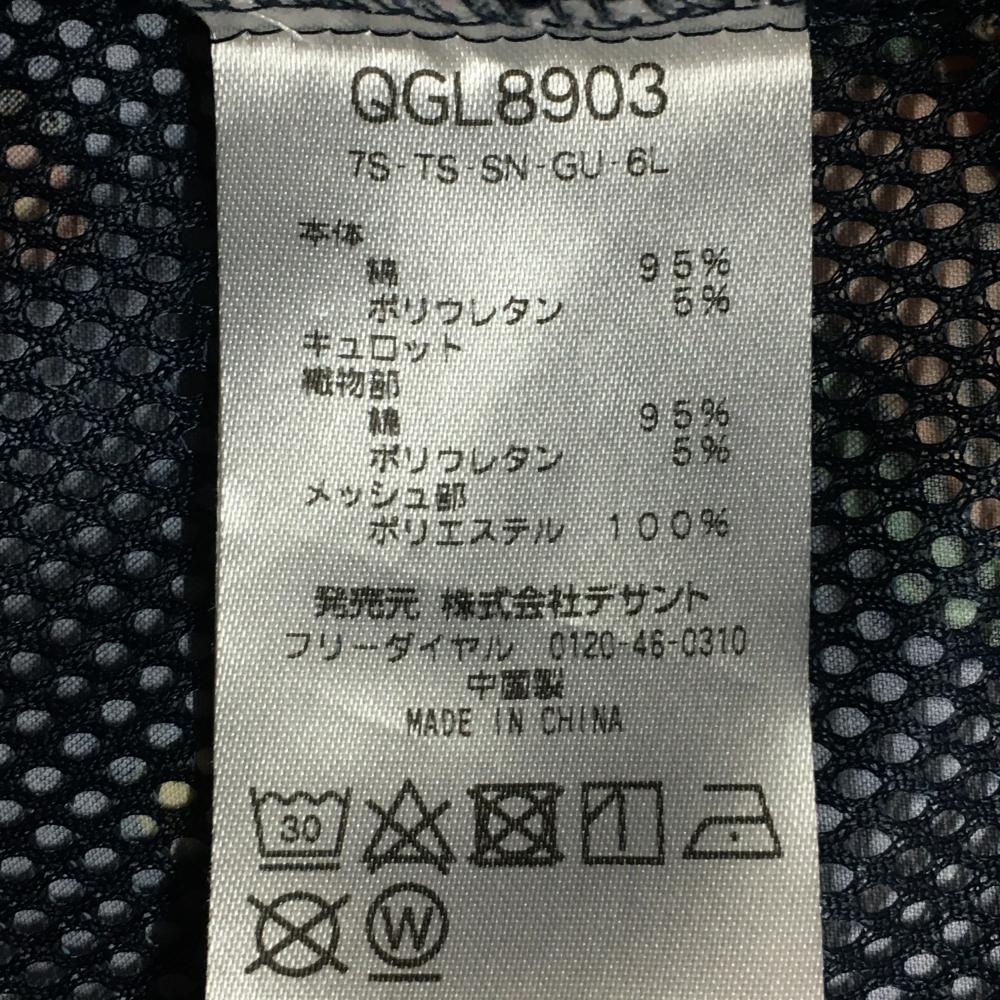 QGL8903
7S-TS-SN-GU-6L
本体
綿 95%
ポリウレタン 5%
キュロット
織物部
綿 95%
ポリウレタン 5%
メッシュ部
ポリエステル 100%
発売元 株式会社デサント
フリーダイヤル 0120-46-0310
中国製
MADE IN CHINA
30
W